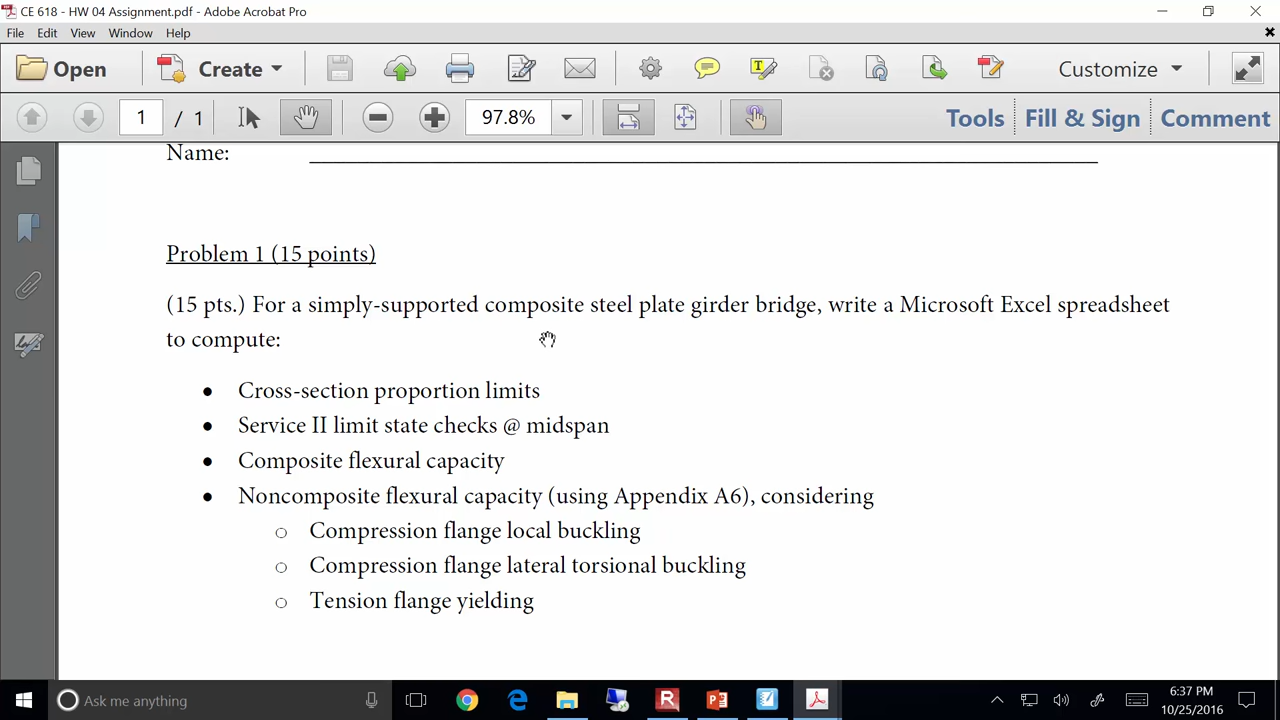 CE 618 - HW 04 Assignment.pdf - Adobe Acrobat Pro
File Edit View Window Help
Open Create Customize
1 / 1 97.8% Tools Fill & Sign Comment
Name:
Problem 1 (15 points)
(15 pts.) For a simply-supported composite steel plate girder bridge, write a Microsoft Excel spreadsheet
to compute:
• Cross-section proportion limits
• Service II limit state checks @ midspan
• Composite flexural capacity
• Noncomposite flexural capacity (using Appendix A6), considering
○ Compression flange local buckling
○ Compression flange lateral torsional buckling
○ Tension flange yielding
Ask me anything
6:37 PM
10/25/2016